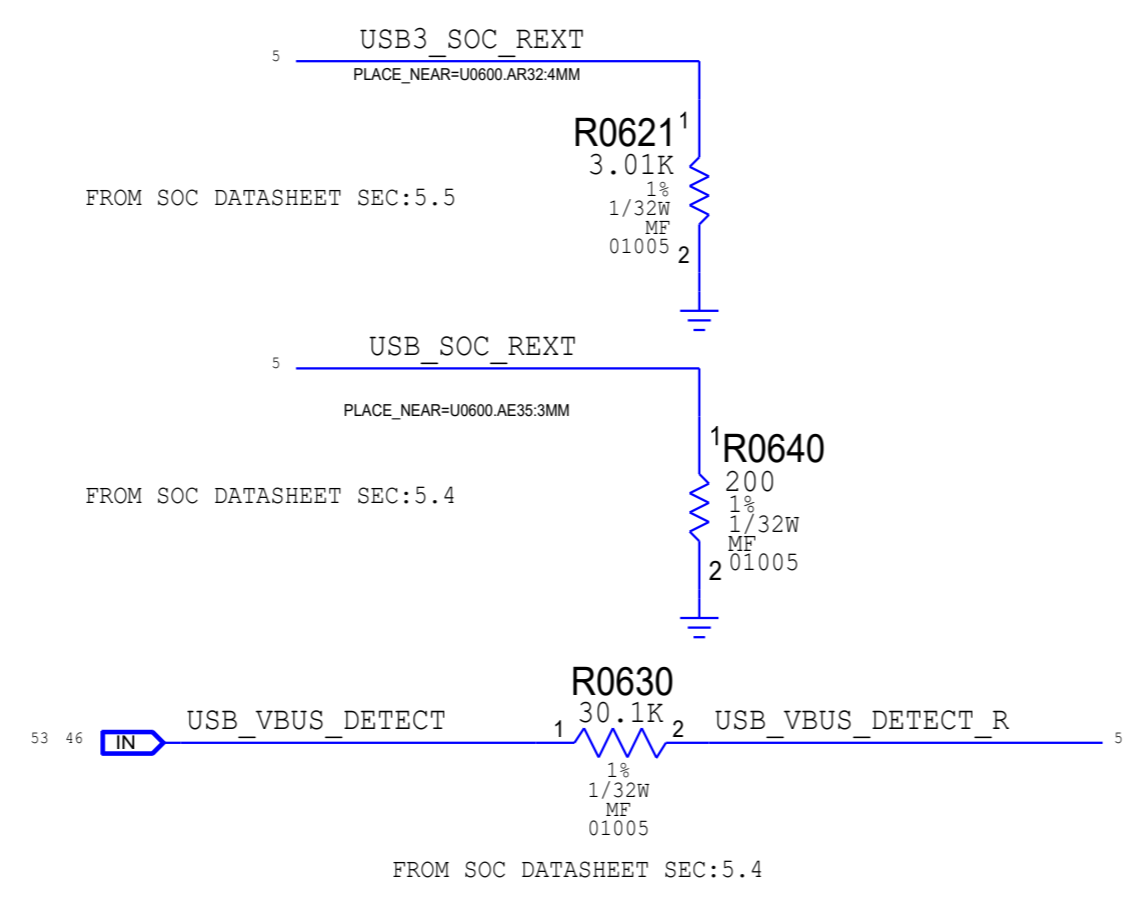 USB3_SOC_REXT
5
PLACE_NEAR=U0600.AR32:4MM
R0621 1
3.01K
1%
1/32W
MF
01005
2
FROM SOC DATASHEET SEC:5.5
USB_SOC_REXT
5
PLACE_NEAR=U0600.AE35:3MM
1 R0640
200
1%
1/32W
MF
01005
2
FROM SOC DATASHEET SEC:5.4
R0630
30.1K
53 46 IN USB_VBUS_DETECT 1 2 USB_VBUS_DETECT_R 5
1%
1/32W
MF
01005
FROM SOC DATASHEET SEC:5.4